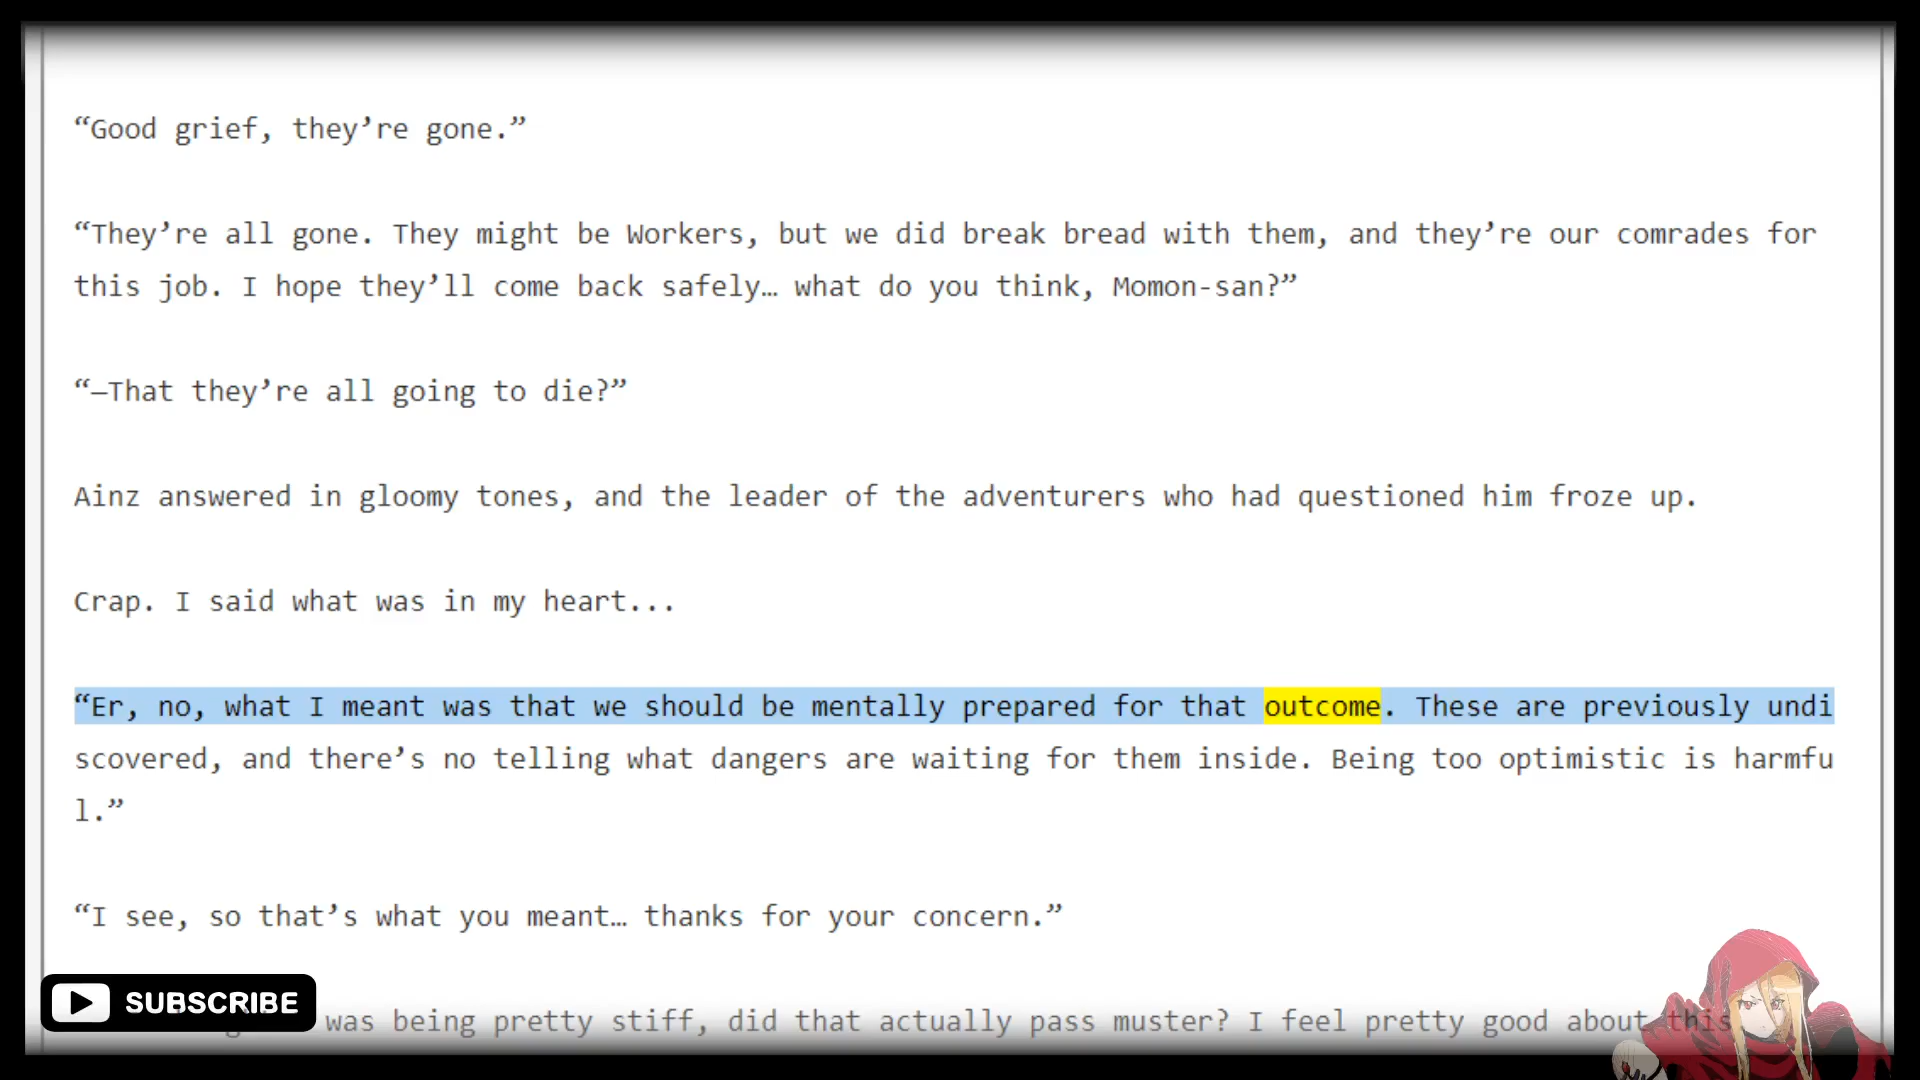 “Good grief, they’re gone.”
“They’re all gone. They might be Workers, but we did break bread with them, and they’re our comrades for
this job. I hope they’ll come back safely… what do you think, Momon-san?”
“—That they’re all going to die?”
Ainz answered in gloomy tones, and the leader of the adventurers who had questioned him froze up.
Crap. I said what was in my heart...
“Er, no, what I meant was that we should be mentally prepared for that outcome. These are previously undi
scovered, and there’s no telling what dangers are waiting for them inside. Being too optimistic is harmfu
l.”
“I see, so that’s what you meant… thanks for your concern.”
SUBSCRIBE
was being pretty stiff, did that actually pass muster? I feel pretty good about this